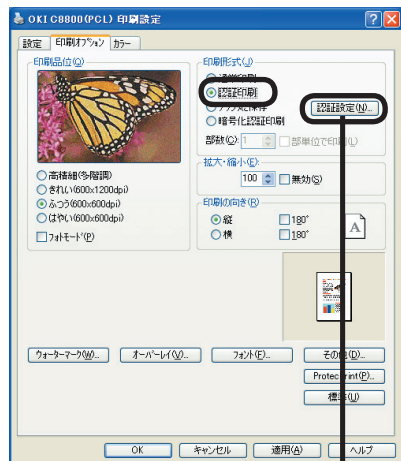 OKI C8800(PCL) 印刷設定
設定 印刷オプション カラー
印刷品位(Q)
高精細(多階調)
きれい(600x1200dpi)
ふつう(600x600dpi)
はやい(600x600dpi)
フォトモード(P)
印刷形式(J)
通常印刷
認証印刷
認証設定(N)...
暗号化認証印刷
部数(C): 1 部単位で印刷(L)
拡大・縮小(E):
100 無効(S)
印刷の向き(R)
縦 180°
横 180°
A
ウォーターマーク(W)... オーバーレイ(V)... フォント(F)... その他(D)...
Protec Print(P)...
標準(U)
OK キャンセル 適用(A) ヘルプ